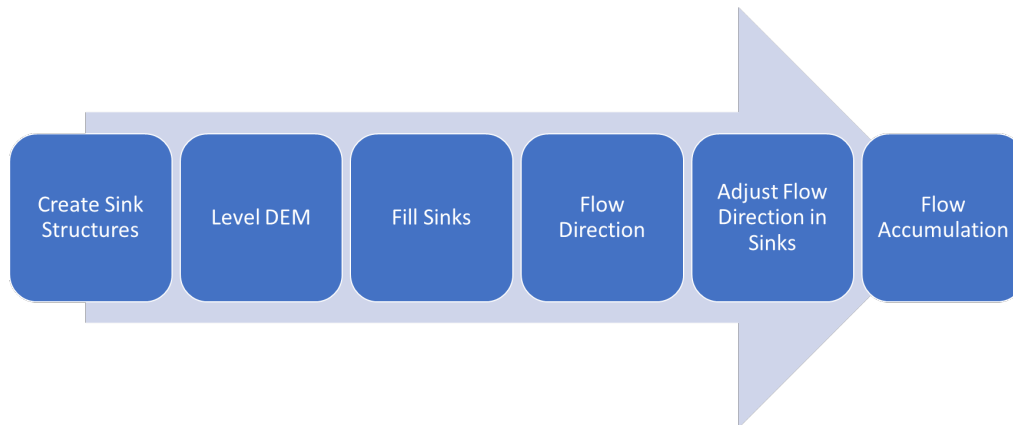 Create Sink
Structures
Level DEM
Fill Sinks
Flow
Direction
Adjust Flow
Direction in
Sinks
Flow
Accumulation